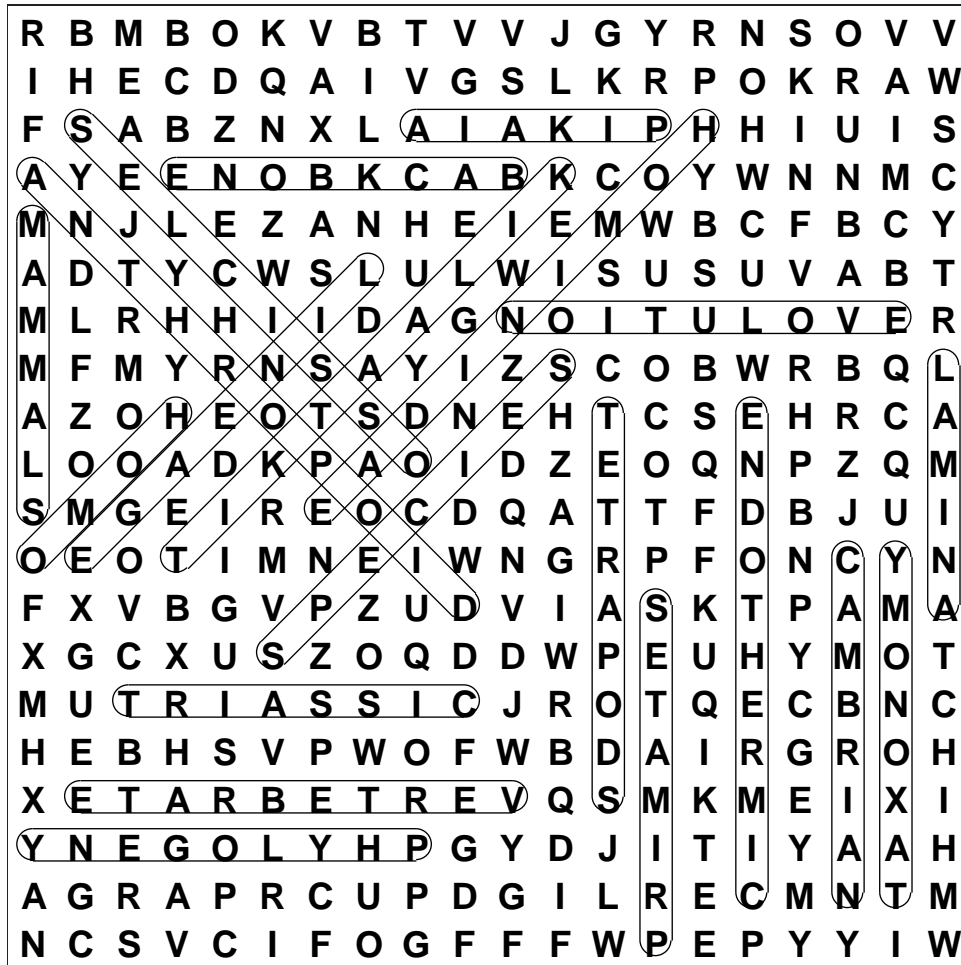 R B M B O K V B T V V J G Y R N S O V V
I H E C D Q A I V G S L K R P O K R A W
F S A B Z N X L A I A K I P H H I U I S
A Y E E N O B K C A B K C O Y W N N M C
M N J L E Z A N H E I E M W B C F B C Y
A D T Y C W S L U L W I S U S U V A B T
M L R H H I I D A G N O I T U L O V E R
M F M Y R N S A Y I Z S C O B W R B Q L
A Z O H E O T S D N E H T C S E H R C A
L O O A D K P A O I D Z E O Q N P Z Q M
S M G E I R E O C D Q A T T F D B J U I
O E O T I M N E I W N G R P F O N C Y N
F X V B G V P Z U D V I A S K T P A M A
X G C X U S Z O Q D D W P E U H Y M O T
M U T R I A S S I C J R O T Q E C B N C
H E B H S V P W O F W B D A I R G R O H
X E T A R B E T R E V Q S M K M E I X I
Y N E G O L Y H P G Y D J I T I Y A A H
A G R A P R C U P D G I L R E C M N T M
N C S V C I F O G F F F W P E P Y Y I W